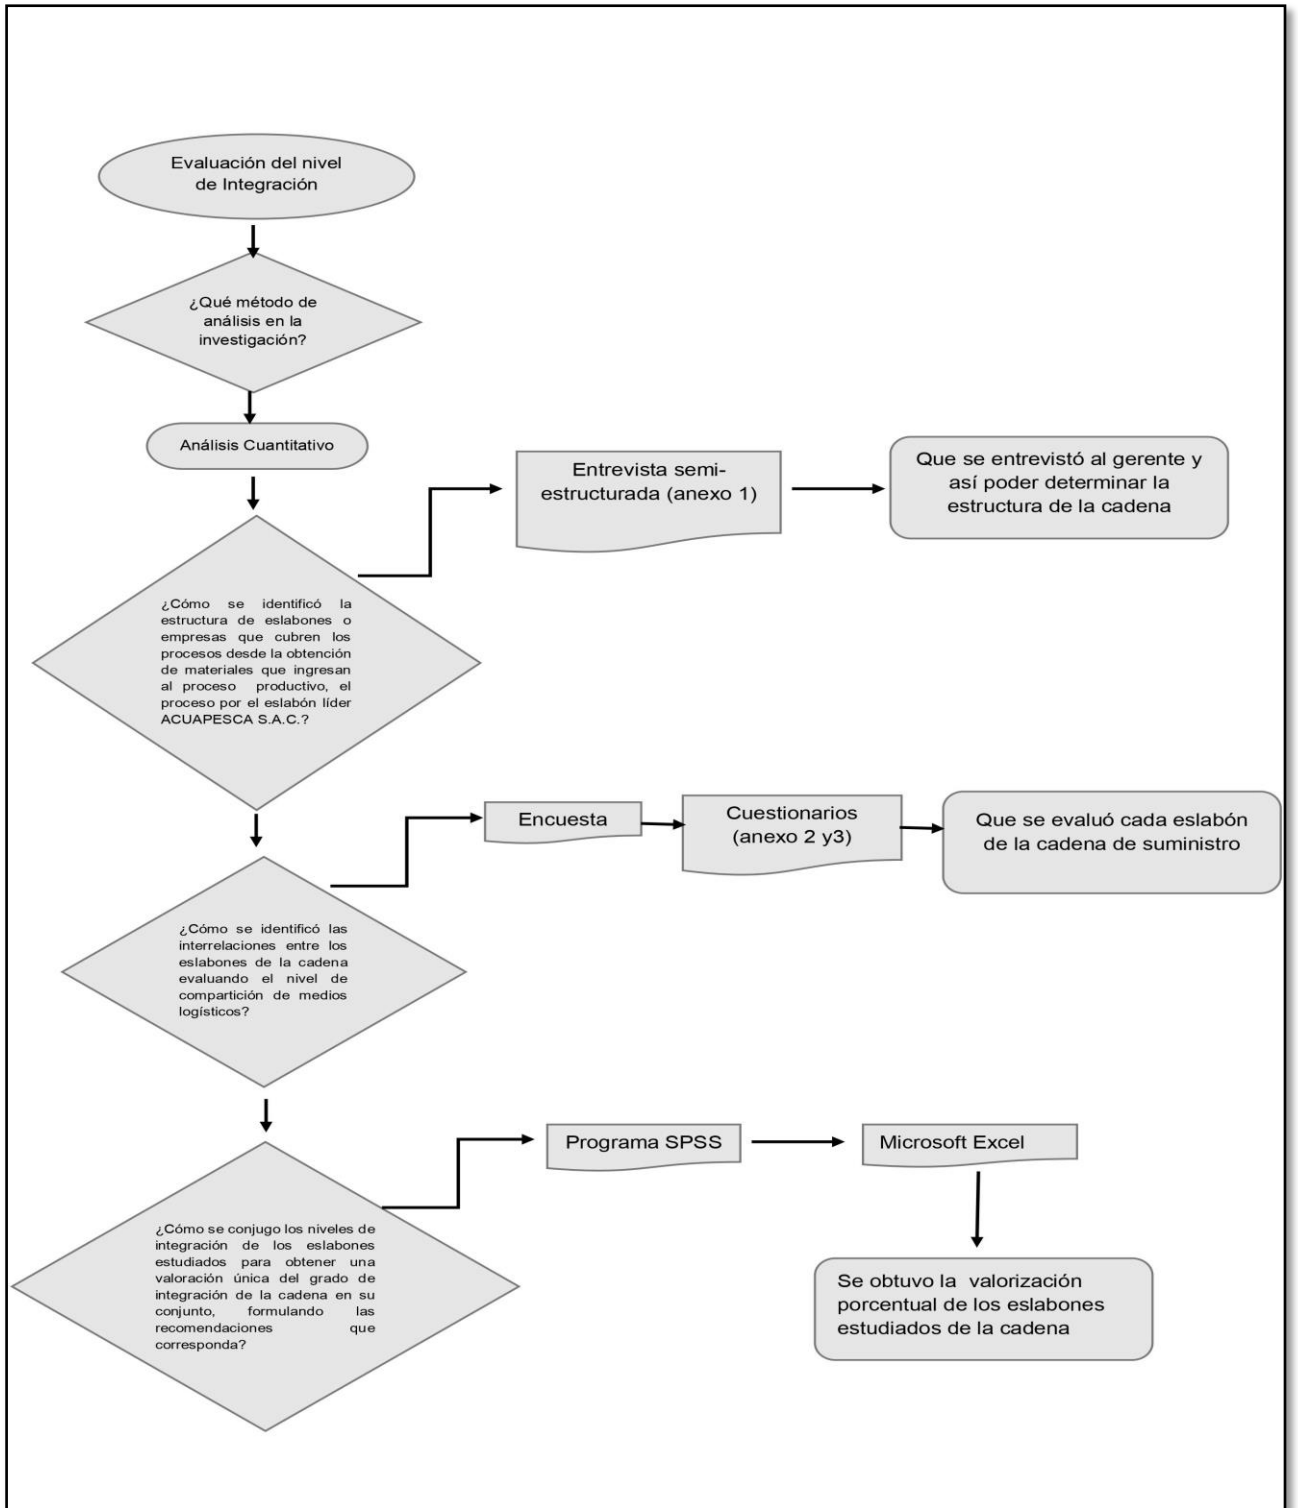 Evaluación del nivel
de Integración
¿Qué método de
análisis en la
investigación?
Análisis Cuantitativo
Entrevista semi-
estructurada (anexo 1)
Que se entrevistó al gerente y
así poder determinar la
estructura de la cadena
¿Cómo se identificó la
estructura de eslabones o
empresas que cubren los
procesos desde la obtención
de materiales que ingresan
al proceso productivo, el
proceso por el eslabón líder
ACUAPESCA S.A.C.?
Encuesta
Cuestionarios
(anexo 2 y3)
Que se evaluó cada eslabón
de la cadena de suministro
¿Cómo se identificó las
interrelaciones entre los
eslabones de la cadena
evaluando el nivel de
compartición de medios
logísticos?
Programa SPSS
Microsoft Excel
¿Cómo se conjugo los niveles de
integración de los eslabones
estudiados para obtener una
valoración única del grado de
integración de la cadena en su
conjunto, formulando las
recomendaciones que
corresponda?
Se obtuvo la valorización
porcentual de los eslabones
estudiados de la cadena